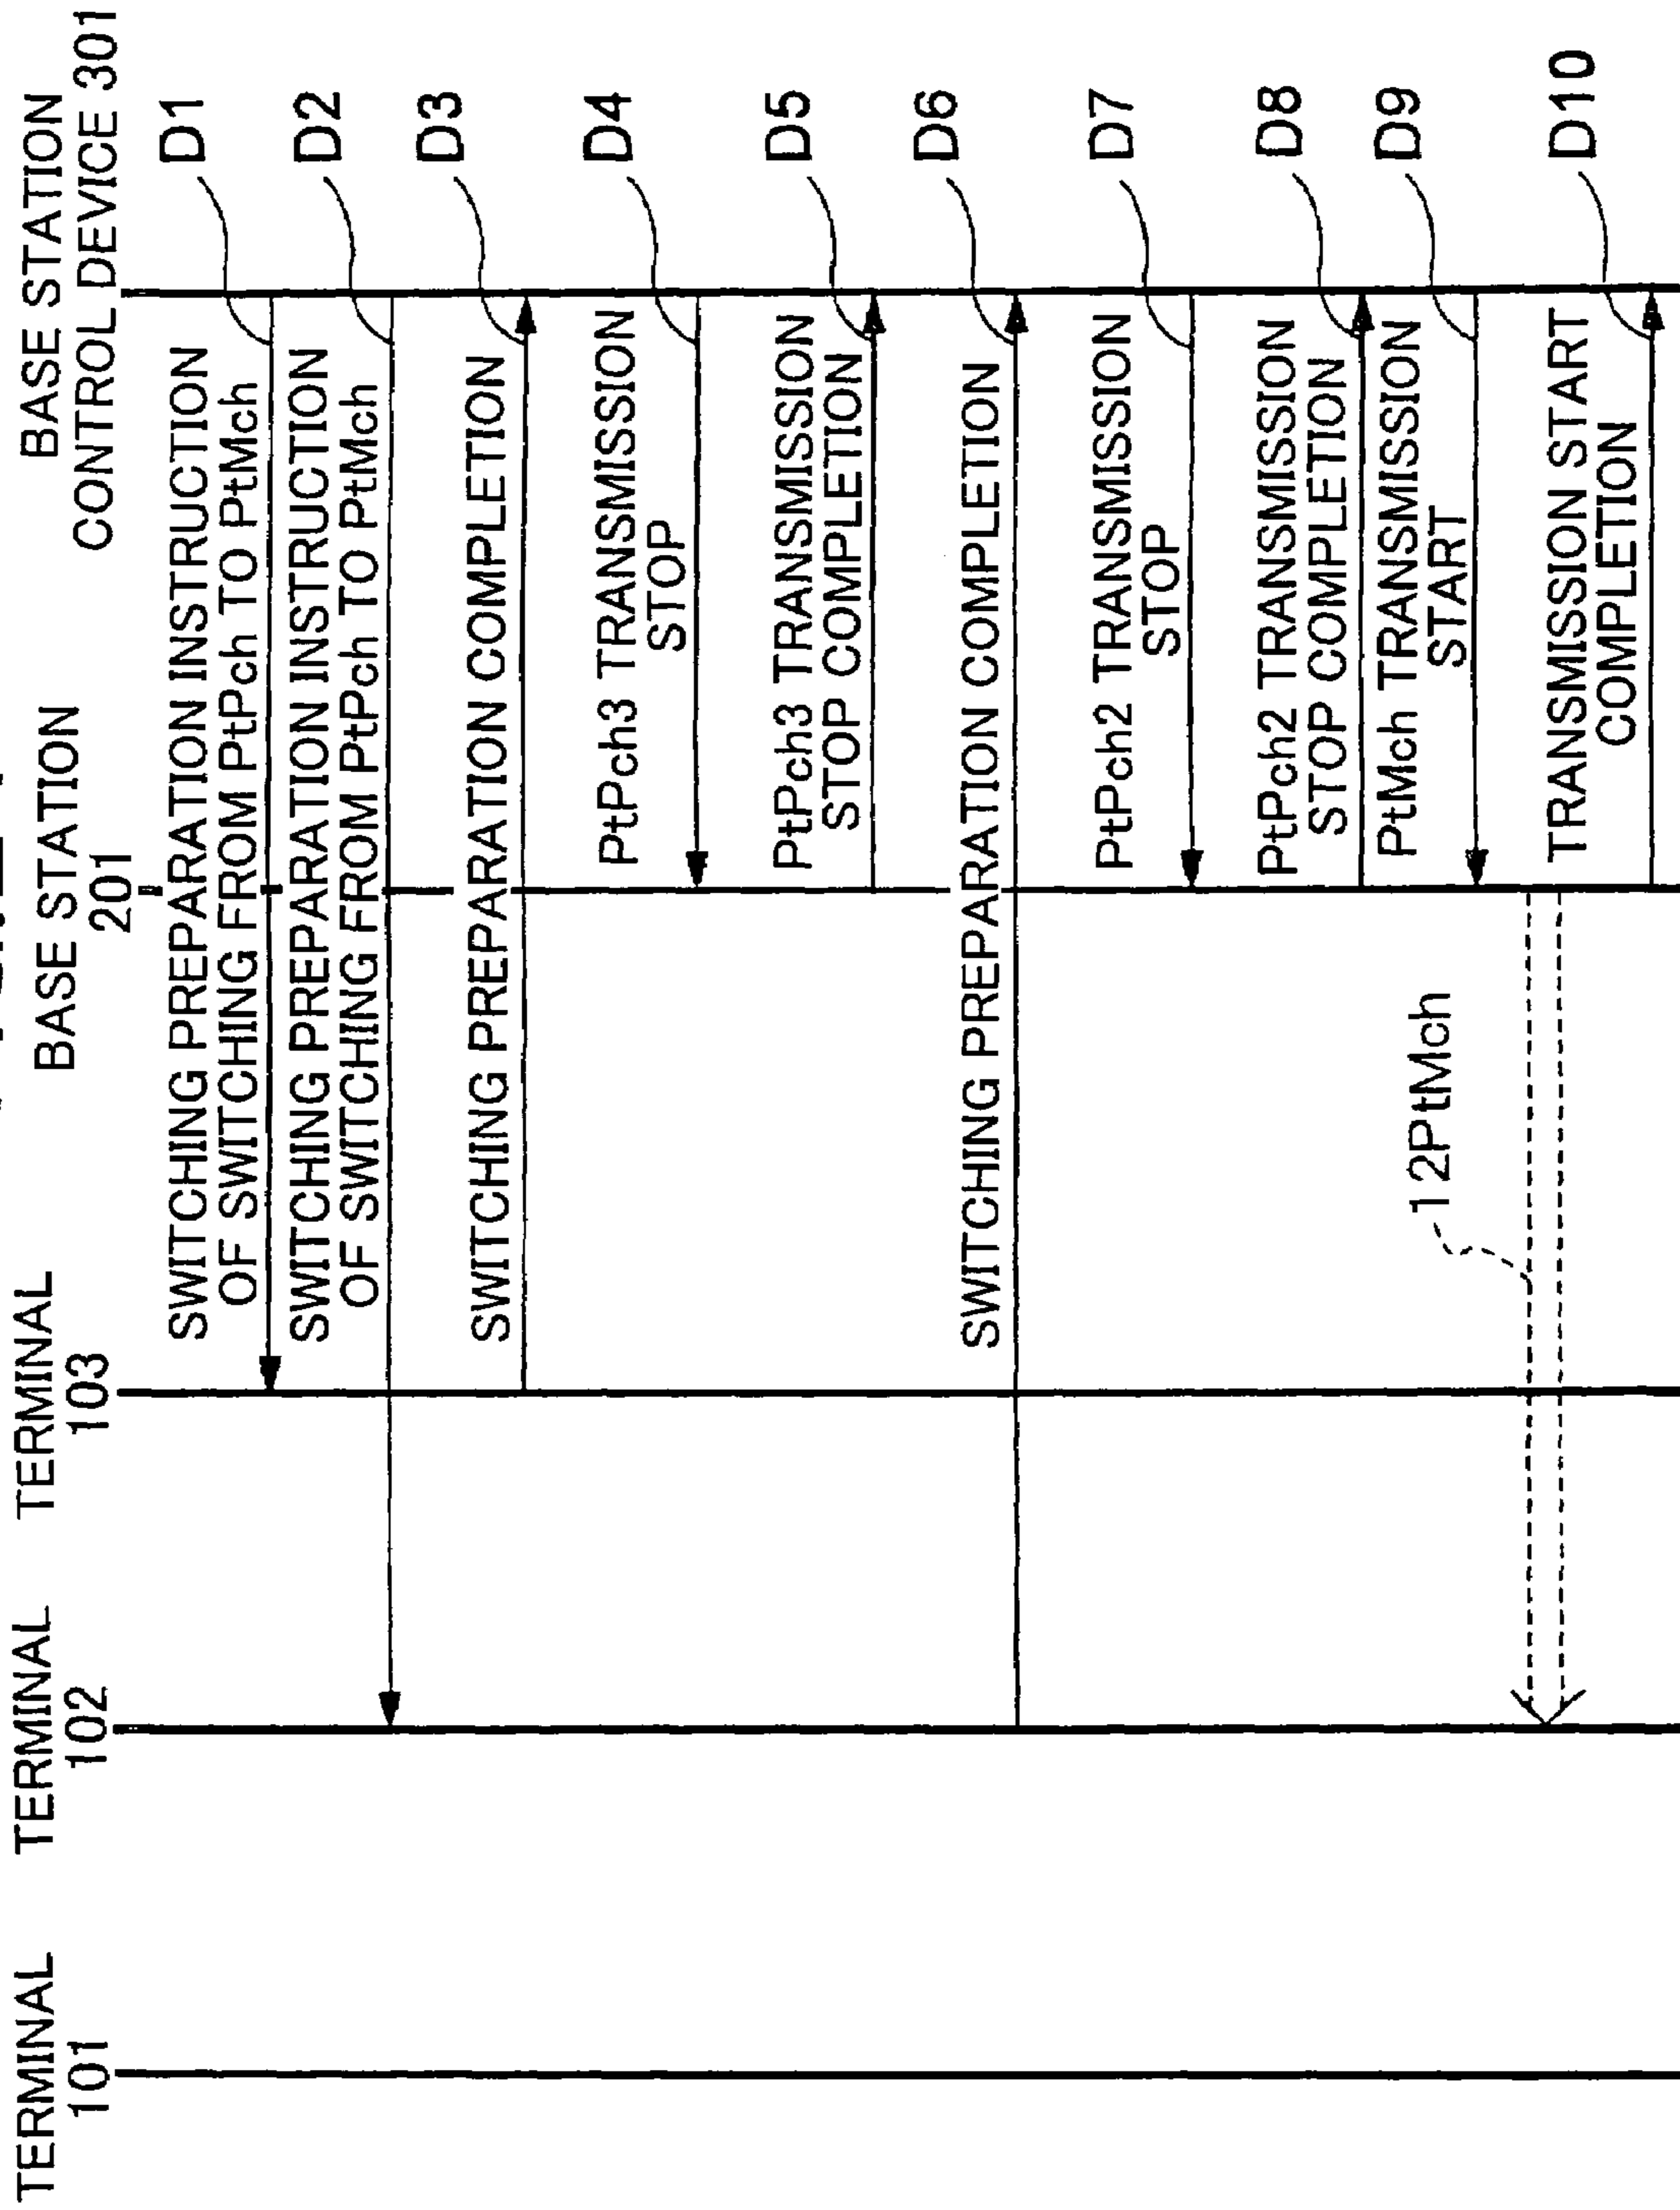 TERMINAL
101
TERMINAL
102
TERMINAL
103
BASE STATION
201
BASE STATION
CONTROL DEVICE 301
SWITCHING PREPARATION INSTRUCTION
OF SWITCHING FROM PtPch TO PtMch
D1
SWITCHING PREPARATION INSTRUCTION
OF SWITCHING FROM PtPch TO PtMch
D2
SWITCHING PREPARATION COMPLETION
D3
PtPch3 TRANSMISSION
STOP
D4
PtPch3 TRANSMISSION
STOP COMPLETION
D5
SWITCHING PREPARATION COMPLETION
D6
PtPch2 TRANSMISSION
STOP
D7
PtPch2 TRANSMISSION
STOP COMPLETION
D8
PtMch TRANSMISSION
START
D9
12PtMch
TRANSMISSION START
COMPLETION
D10